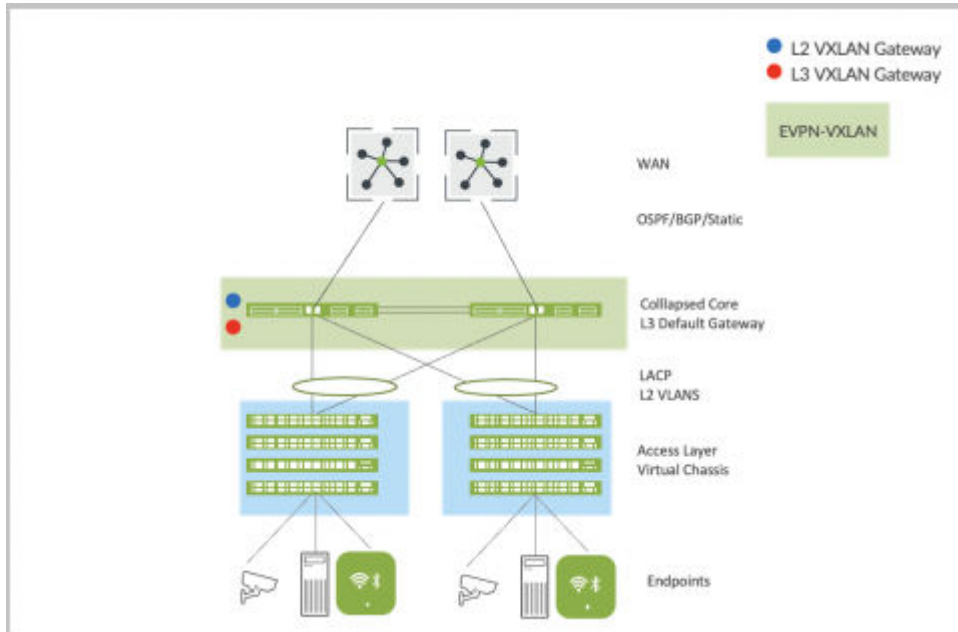 L2 VXLAN Gateway
L3 VXLAN Gateway
EVPN-VXLAN
WAN
OSPF/BGP/Static
Colllapsed Core
L3 Default Gateway
LACP
L2 VLANS
Access Layer
Virtual Chassis
Endpoints